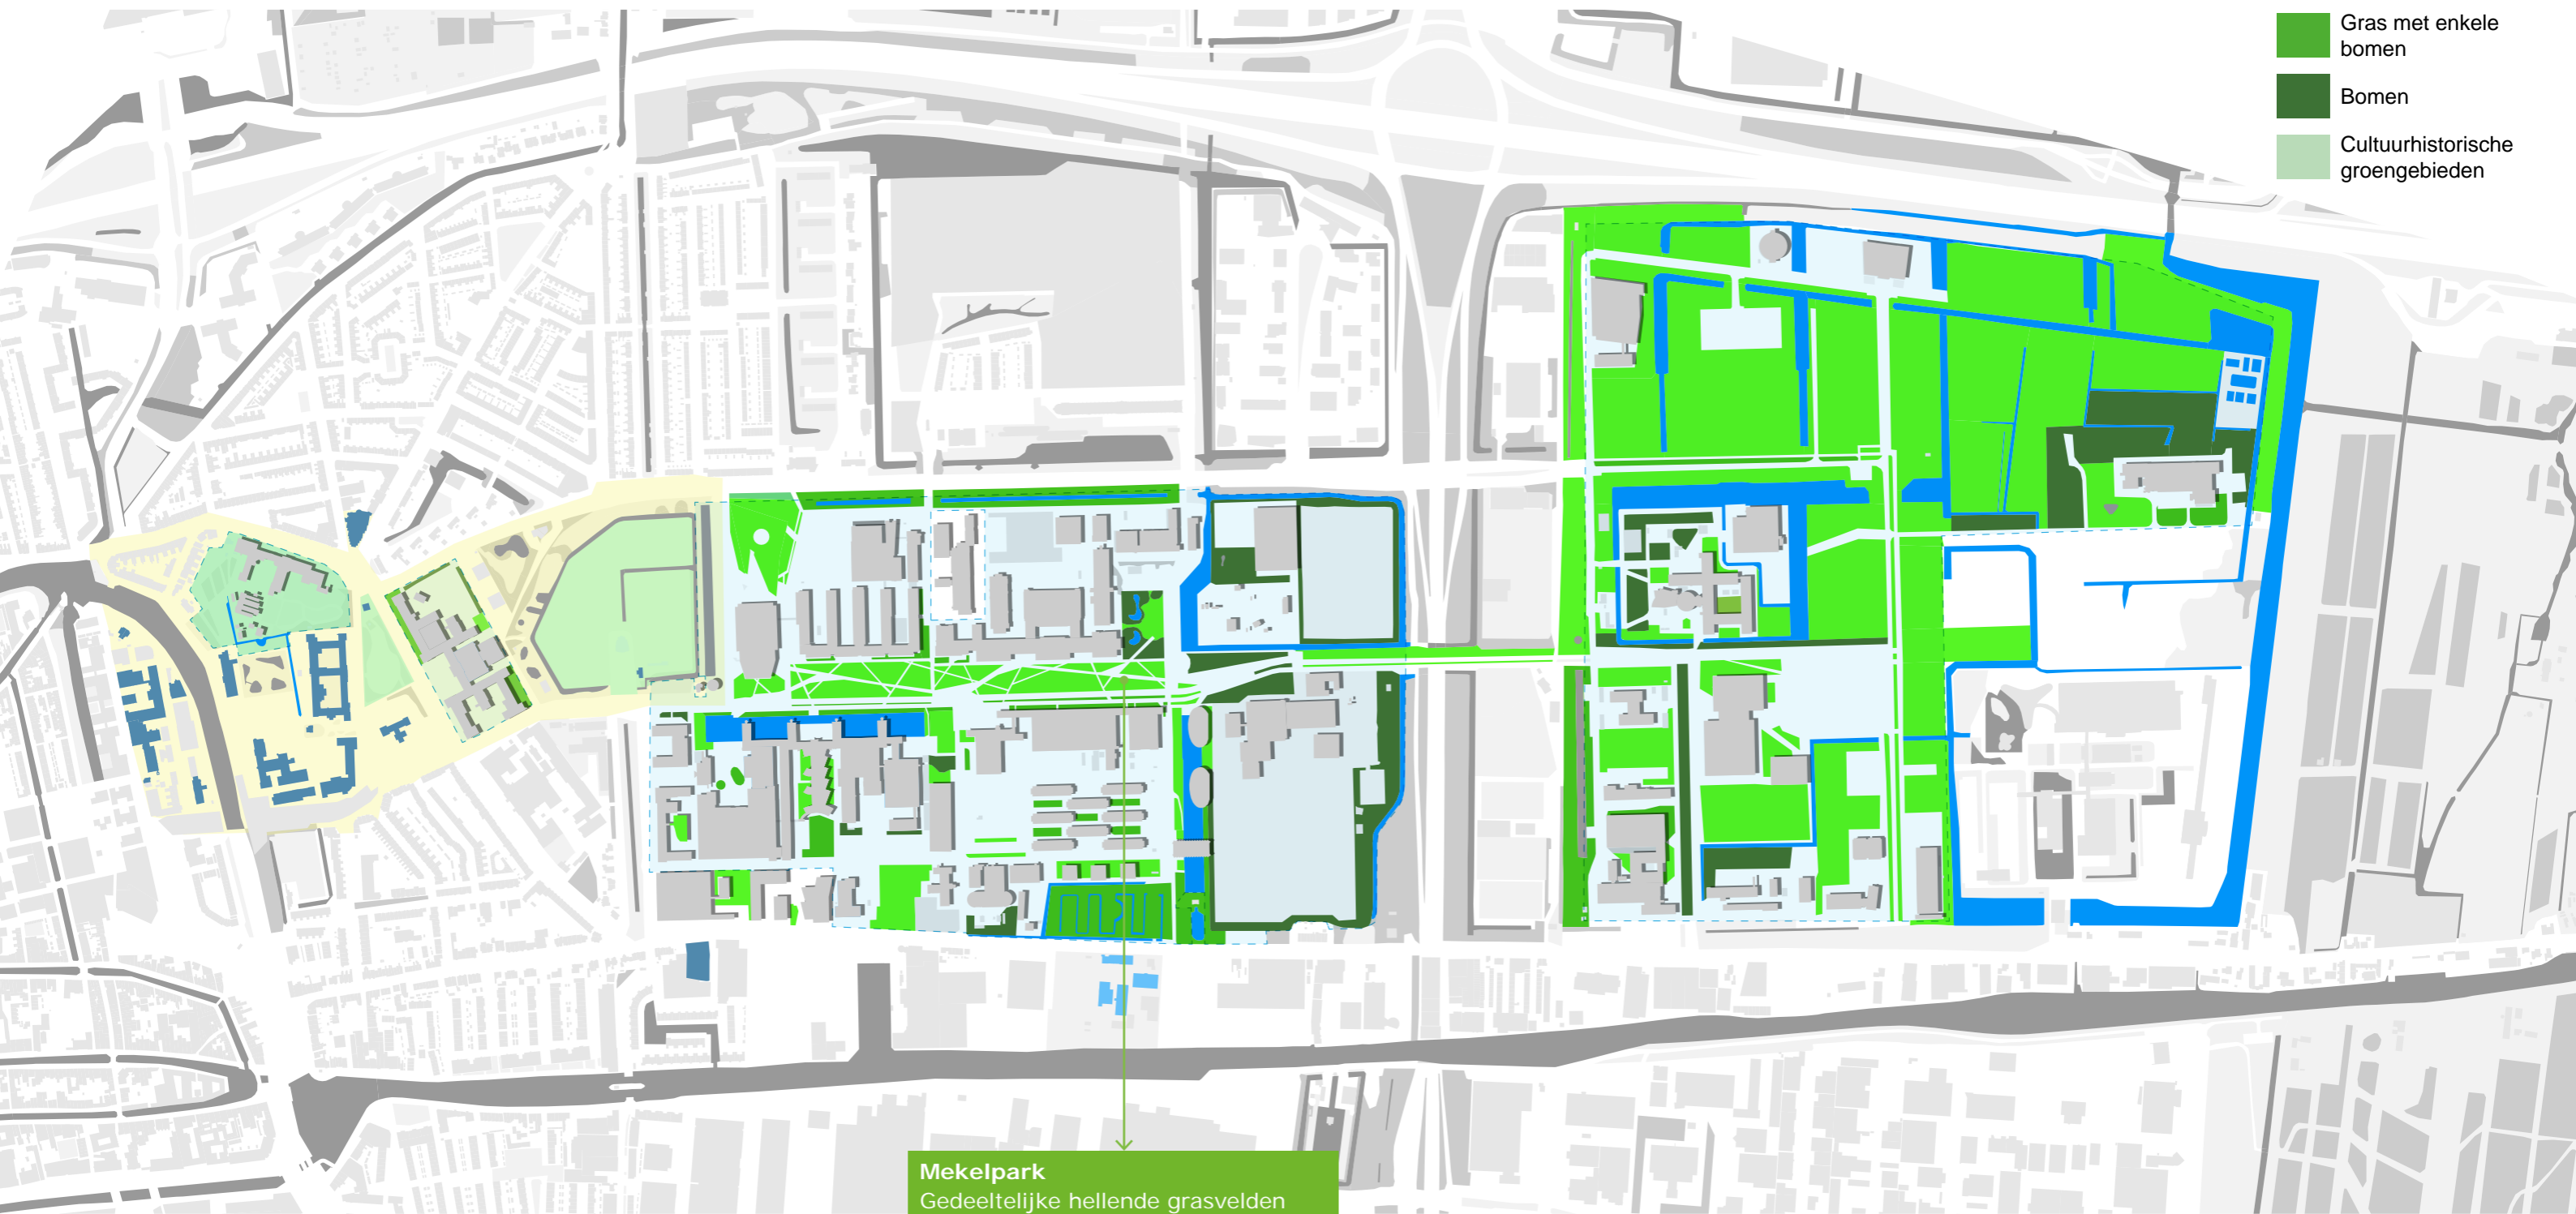 Gras met enkele
bomen
Bomen
Cultuurhistorische
groengebieden
Mekelpark
Gedeeltelijke hellende grasvelden